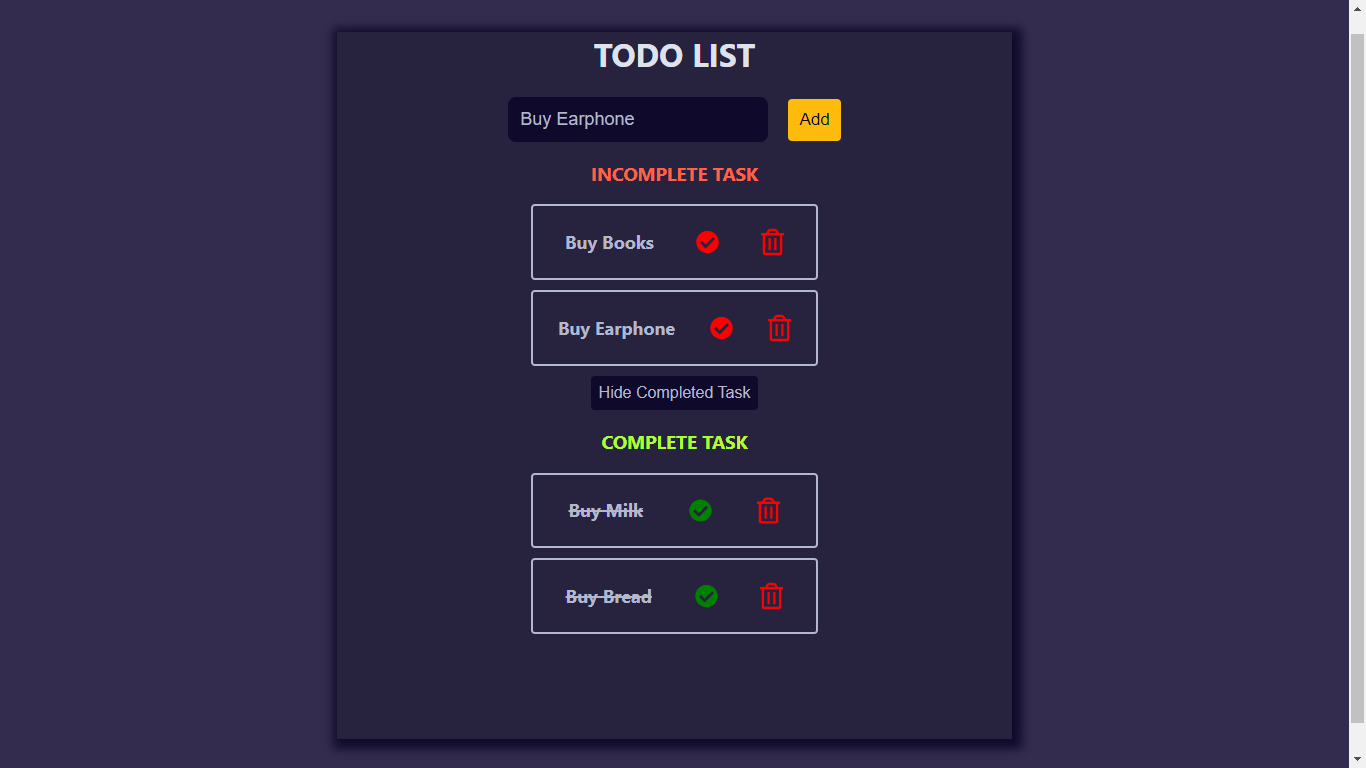 TODO LIST
Buy Earphone
Add
INCOMPLETE TASK
Buy Books
Buy Earphone
Hide Completed Task
COMPLETE TASK
Buy Milk
Buy Bread